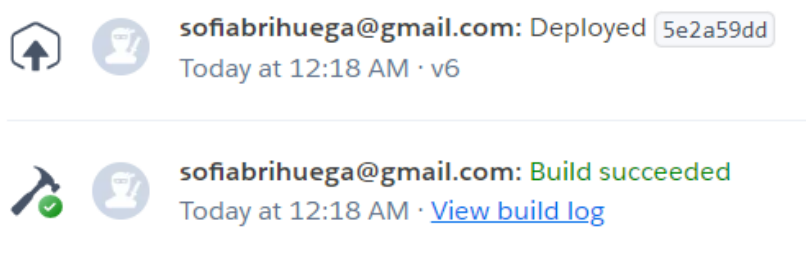 sofiabrihuega@gmail.com: Deployed 5e2a59dd
Today at 12:18 AM · v6
sofiabrihuega@gmail.com: Build succeeded
Today at 12:18 AM · View build log